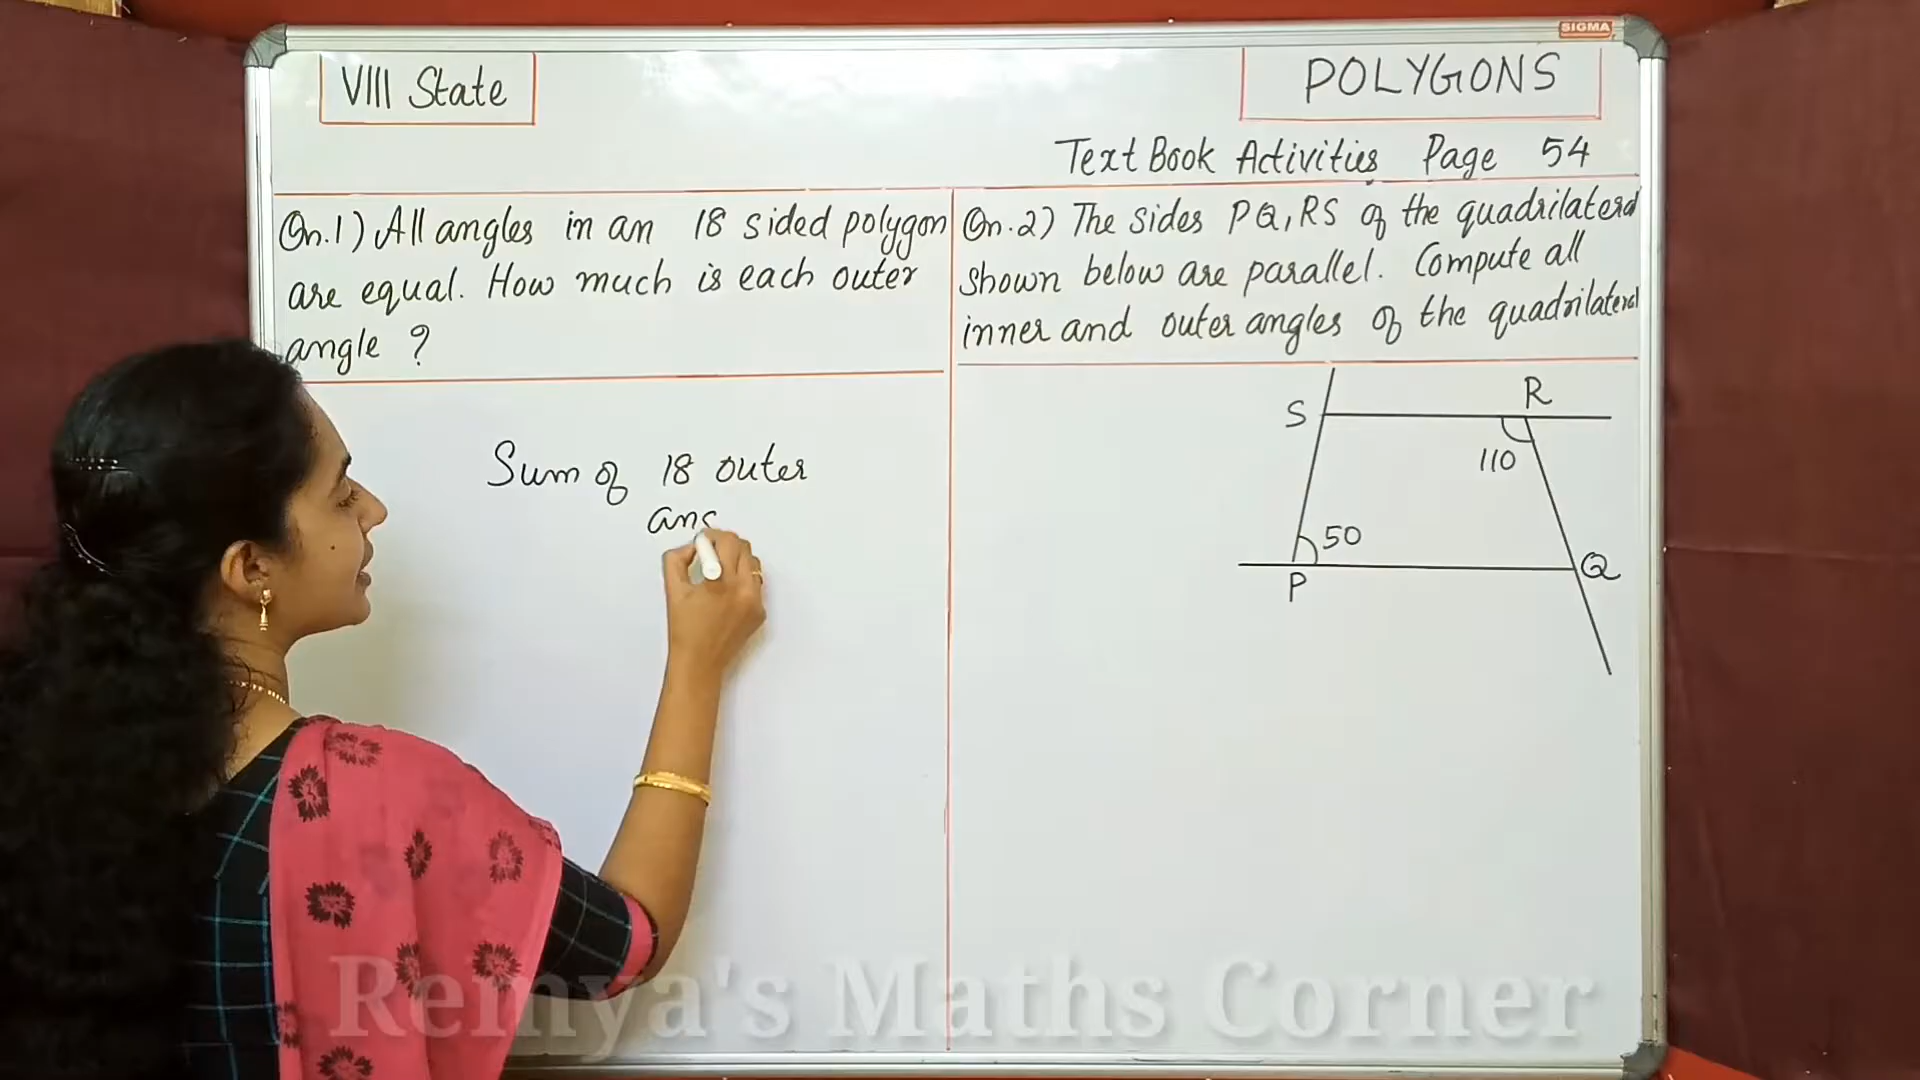 SIGMA
VIII State
POLYGONS
Text Book Activities Page 54
Qn.1) All angles in an 18 sided polygon
are equal. How much is each outer
angle ?
Qn.2) The sides PQ, RS of the quadrilateral
shown below are parallel. Compute all
inner and outer angles of the quadrilateral
Sum of 18 outer
ang
S
R
110
50
P
Q
Remya's Maths Corner